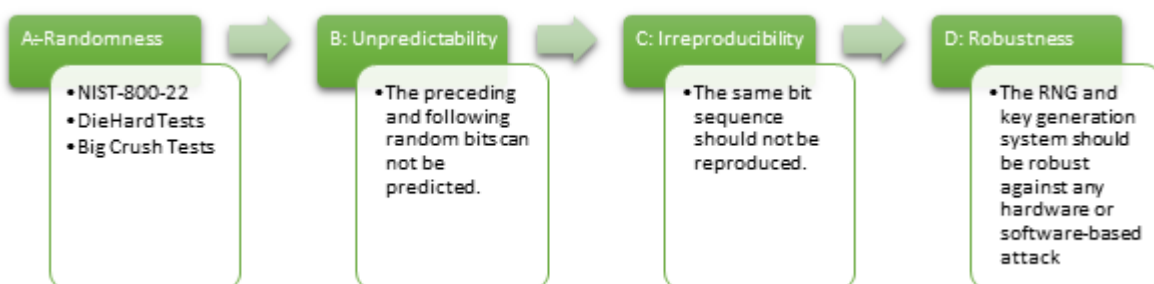 A÷Randomness
•NIST-800-22
•DieHard Tests
•Big Crush Tests
B: Unpredictability
•The preceding
and following
random bits can
not be
predicted.
C: Irreproducibility
•The same bit
sequence
should not be
reproduced.
D: Robustness
•The RNG and
key generation
system should
be robust
against any
hardware or
software-based
attack